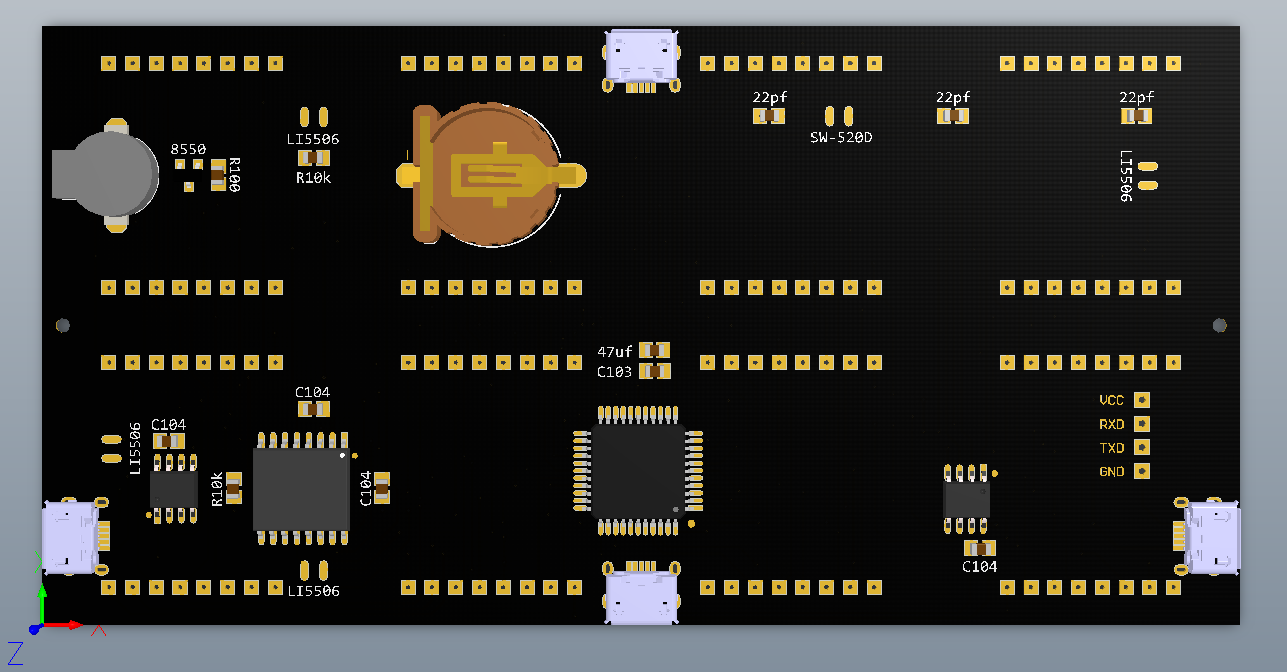 22pf
22pf
22pf
8550
LI5506
SW-520D
R100
R10k
LI5506
47uf
C103
C104
VCC
C104
RXD
LI5506
TXD
R10k
C104
GND
C104
LI5506
X
Z